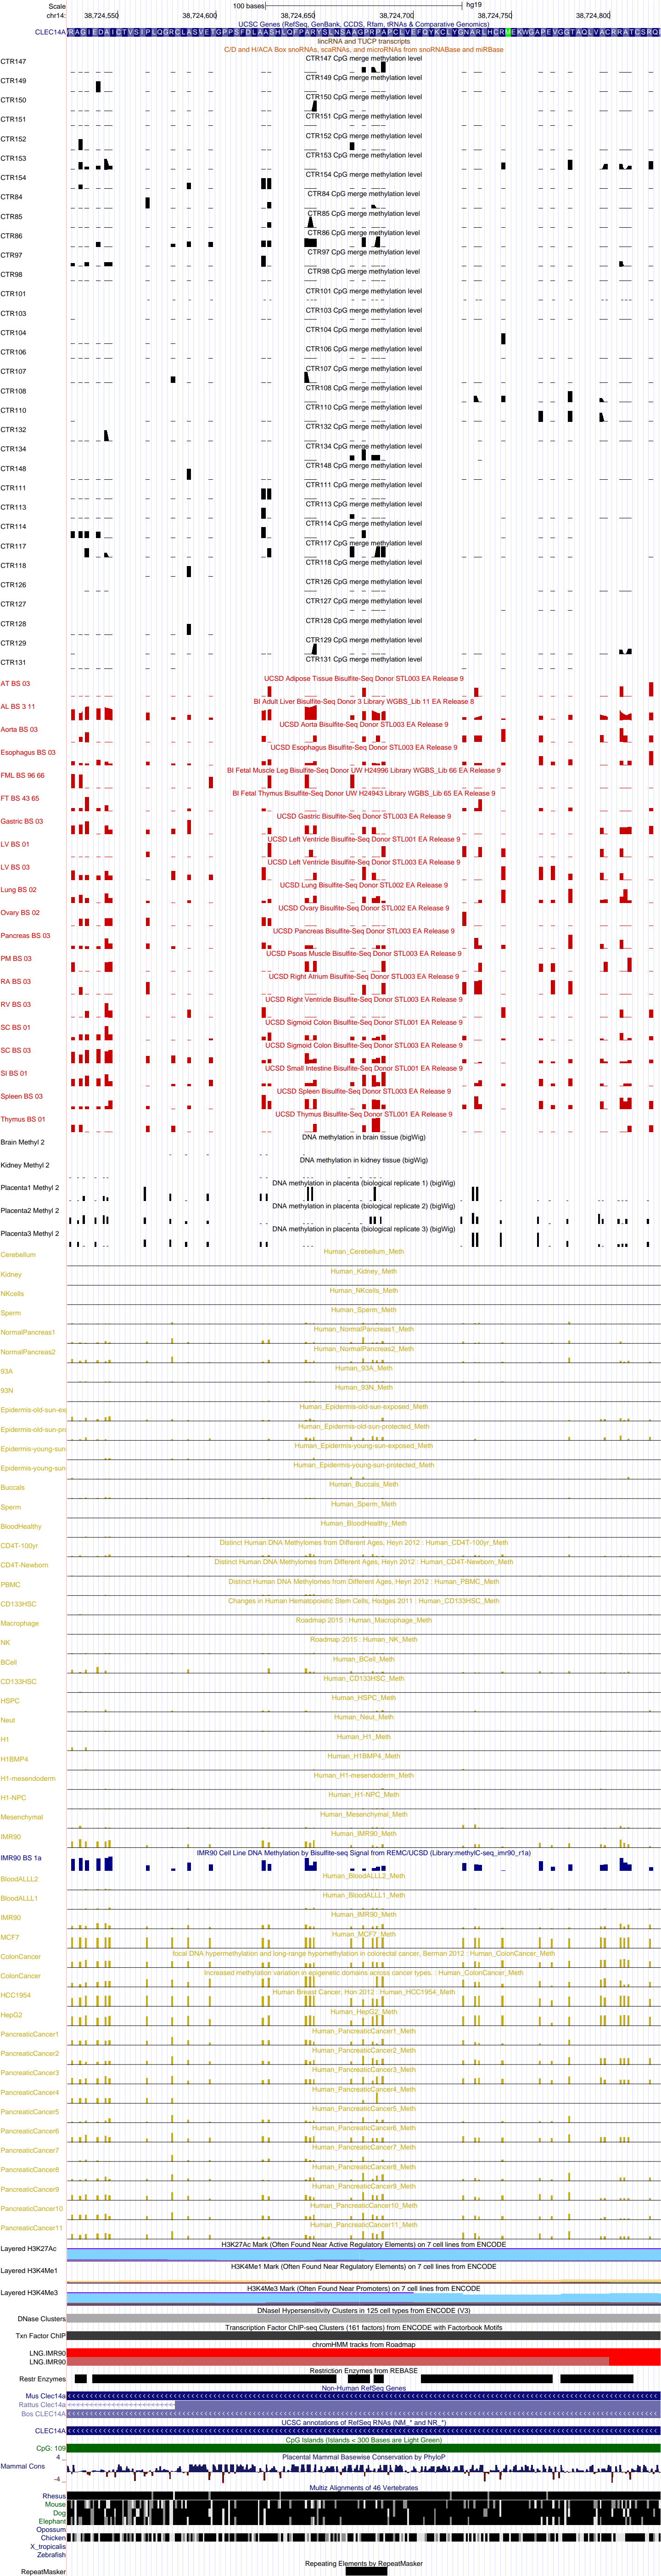 Scale 100 bases hg19
chr14: 38,724,550 38,724,600 38,724,650 38,724,700 38,724,750 38,724,800
UCSC Genes (RefSeq, GenBank, CCDS, Rfam, tRNAs & Comparative Genomics)
CLEC14A
lincRNA and TUCP transcripts
C/D and H/ACA Box snoRNAs, scaRNAs, and microRNAs from snoRNABase and miRBase
CTR147 CTR147 CpG merge methylation level
CTR149 CTR149 CpG merge methylation level
CTR150 CTR150 CpG merge methylation level
CTR151 CTR151 CpG merge methylation level
CTR152 CTR152 CpG merge methylation level
CTR153 CTR153 CpG merge methylation level
CTR154 CTR154 CpG merge methylation level
CTR84 CTR84 CpG merge methylation level
CTR85 CTR85 CpG merge methylation level
CTR86 CTR86 CpG merge methylation level
CTR97 CTR97 CpG merge methylation level
CTR98 CTR98 CpG merge methylation level
CTR101 CTR101 CpG merge methylation level
CTR103 CTR103 CpG merge methylation level
CTR104 CTR104 CpG merge methylation level
CTR106 CTR106 CpG merge methylation level
CTR107 CTR107 CpG merge methylation level
CTR108 CTR108 CpG merge methylation level
CTR110 CTR110 CpG merge methylation level
CTR132 CTR132 CpG merge methylation level
CTR134 CTR134 CpG merge methylation level
CTR148 CTR148 CpG merge methylation level
CTR111 CTR111 CpG merge methylation level
CTR113 CTR113 CpG merge methylation level
CTR114 CTR114 CpG merge methylation level
CTR117 CTR117 CpG merge methylation level
CTR118 CTR118 CpG merge methylation level
CTR126 CTR126 CpG merge methylation level
CTR127 CTR127 CpG merge methylation level
CTR128 CTR128 CpG merge methylation level
CTR129 CTR129 CpG merge methylation level
CTR131 CTR131 CpG merge methylation level
AT BS 03 UCSD Adipose Tissue Bisulfite-Seq Donor STL003 EA Release 9
AL BS 3 11 BI Adult Liver Bisulfite-Seq Donor 3 Library WGBS_Lib 11 EA Release 8
Aorta BS 03 UCSD Aorta Bisulfite-Seq Donor STL003 EA Release 9
Esophagus BS 03 UCSD Esophagus Bisulfite-Seq Donor STL003 EA Release 9
FML BS 96 66 BI Fetal Muscle Leg Bisulfite-Seq Donor UW H24996 Library WGBS_Lib 66 EA Release 9
FT BS 43 65 BI Fetal Thymus Bisulfite-Seq Donor UW H24943 Library WGBS_Lib 65 EA Release 9
Gastric BS 03 UCSD Gastric Bisulfite-Seq Donor STL003 EA Release 9
LV BS 01 UCSD Left Ventricle Bisulfite-Seq Donor STL001 EA Release 9
LV BS 03 UCSD Left Ventricle Bisulfite-Seq Donor STL003 EA Release 9
Lung BS 02 UCSD Lung Bisulfite-Seq Donor STL002 EA Release 9
Ovary BS 02 UCSD Ovary Bisulfite-Seq Donor STL002 EA Release 9
Pancreas BS 03 UCSD Pancreas Bisulfite-Seq Donor STL003 EA Release 9
PM BS 03 UCSD Psoas Muscle Bisulfite-Seq Donor STL003 EA Release 9
RA BS 03 UCSD Right Atrium Bisulfite-Seq Donor STL003 EA Release 9
RV BS 03 UCSD Right Ventricle Bisulfite-Seq Donor STL003 EA Release 9
SC BS 01 UCSD Sigmoid Colon Bisulfite-Seq Donor STL001 EA Release 9
SC BS 03 UCSD Sigmoid Colon Bisulfite-Seq Donor STL003 EA Release 9
SI BS 01 UCSD Small Intestine Bisulfite-Seq Donor STL001 EA Release 9
Spleen BS 03 UCSD Spleen Bisulfite-Seq Donor STL003 EA Release 9
Thymus BS 01 UCSD Thymus Bisulfite-Seq Donor STL001 EA Release 9
Brain Methyl 2 DNA methylation in brain tissue (bigWig)
Kidney Methyl 2 DNA methylation in kidney tissue (bigWig)
Placenta1 Methyl 2 DNA methylation in placenta (biological replicate 1) (bigWig)
Placenta2 Methyl 2 DNA methylation in placenta (biological replicate 2) (bigWig)
Placenta3 Methyl 2 DNA methylation in placenta (biological replicate 3) (bigWig)
Cerebellum Human_Cerebellum_Meth
Kidney Human_Kidney_Meth
NKcells Human_NKcells_Meth
Sperm Human_Sperm_Meth
NormalPancreas1 Human_NormalPancreas1_Meth
NormalPancreas2 Human_NormalPancreas2_Meth
93A Human_93A_Meth
93N Human_93N_Meth
Epidermis-old-sun-ex Human_Epidermis-old-sun-exposed_Meth
Epidermis-old-sun-pr Human_Epidermis-old-sun-protected_Meth
Epidermis-young-sun Human_Epidermis-young-sun-exposed_Meth
Epidermis-young-sun Human_Epidermis-young-sun-protected_Meth
Buccals Human_Buccals_Meth
Sperm Human_Sperm_Meth
BloodHealthy Human_BloodHealthy_Meth
CD4T-100yr Distinct Human DNA Methylomes from Different Ages, Heyn 2012 : Human_CD4T-100yr_Meth
CD4T-Newborn Distinct Human DNA Methylomes from Different Ages, Heyn 2012 : Human_CD4T-Newborn_Meth
PBMC Distinct Human DNA Methylomes from Different Ages, Heyn 2012 : Human_PBMC_Meth
CD133HSC Changes in Human Hematopoietic Stem Cells, Hodges 2011 : Human_CD133HSC_Meth
Macrophage Roadmap 2015 : Human_Macrophage_Meth
NK Roadmap 2015 : Human_NK_Meth
BCell Human_BCell_Meth
CD133HSC Human_CD133HSC_Meth
HSPC Human_HSPC_Meth
Neut Human_Neut_Meth
H1 Human_H1_Meth
H1BMP4 Human_H1BMP4_Meth
H1-mesendoderm Human_H1-mesendoderm_Meth
H1-NPC Human_H1-NPC_Meth
Mesenchymal Human_Mesenchymal_Meth
IMR90 Human_IMR90_Meth
IMR90 BS 1a IMR90 Cell Line DNA Methylation by Bisulfite-seq Signal from REMC/UCSD (Library:methylC-seq_imr90_r1a)
BloodALLL2 Human_BloodALLL2_Meth
BloodALLL1 Human_BloodALLL1_Meth
IMR90 Human_IMR90_Meth
MCF7 Human_MCF7_Meth
ColonCancer focal DNA hypermethylation and long-range hypomethylation in colorectal cancer, Berman 2012 : Human_ColonCancer_Meth
ColonCancer Increased methylation variation in epigenetic domains across cancer types. : Human_ColonCancer_Meth
HCC1954 Human Breast Cancer, Hon 2012 : Human_HCC1954_Meth
HepG2 Human_HepG2_Meth
PancreaticCancer1 Human_PancreaticCancer1_Meth
PancreaticCancer2 Human_PancreaticCancer2_Meth
PancreaticCancer3 Human_PancreaticCancer3_Meth
PancreaticCancer4 Human_PancreaticCancer4_Meth
PancreaticCancer5 Human_PancreaticCancer5_Meth
PancreaticCancer6 Human_PancreaticCancer6_Meth
PancreaticCancer7 Human_PancreaticCancer7_Meth
PancreaticCancer8 Human_PancreaticCancer8_Meth
PancreaticCancer9 Human_PancreaticCancer9_Meth
PancreaticCancer10 Human_PancreaticCancer10_Meth
PancreaticCancer11 Human_PancreaticCancer11_Meth
Layered H3K27Ac H3K27Ac Mark (Often Found Near Active Regulatory Elements) on 7 cell lines from ENCODE
Layered H3K4Me1 H3K4Me1 Mark (Often Found Near Regulatory Elements) on 7 cell lines from ENCODE
Layered H3K4Me3 H3K4Me3 Mark (Often Found Near Promoters) on 7 cell lines from ENCODE
DNaseI Hypersensitivity Clusters in 125 cell types from ENCODE (V3)
DNase Clusters
Transcription Factor ChIP-seq Clusters (161 factors) from ENCODE with Factorbook Motifs
Txn Factor ChIP
chromHMM tracks from Roadmap
LNG.IMR90
LNG.IMR90
Restriction Enzymes from REBASE
Restr Enzymes
Non-Human RefSeq Genes
Mus Clec14a
Rattus Clec14a
Bos CLEC14A
UCSC annotations of RefSeq RNAs (NM_* and NR_*)
CLEC14A
CpG Islands (Islands < 300 Bases are Light Green)
CpG: 109
Placental Mammal Basewise Conservation by PhyloP
4
Mammal Cons
-4
Multiz Alignments of 46 Vertebrates
Rhesus
Mouse
Dog
Elephant
Opossum
Chicken
X_tropicalis
Zebrafish
Repeating Elements by RepeatMasker
RepeatMasker